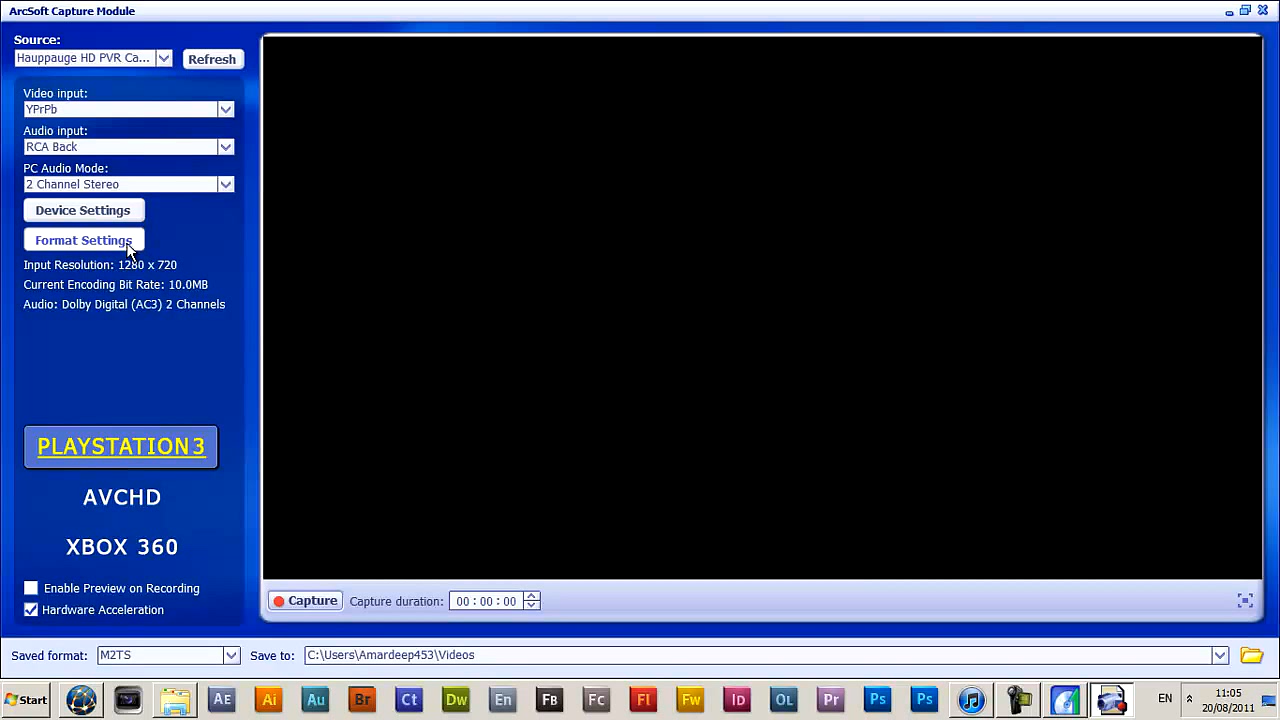 ArcSoft Capture Module
Source:
Hauppauge HD PVR Ca...
Refresh
Video input:
YPrPb
Audio input:
RCA Back
PC Audio Mode:
2 Channel Stereo
Device Settings
Format Settings
Input Resolution: 1280 x 720
Current Encoding Bit Rate: 10.0MB
Audio: Dolby Digital (AC3) 2 Channels
PLAYSTATION3
AVCHD
XBOX 360
Enable Preview on Recording
Hardware Acceleration
Capture
Capture duration:
00 : 00 : 00
Saved format:
M2TS
Save to:
C:\Users\Amardeep453\Videos
Start
AE
Ai
Au
Br
Ct
Dw
En
FB
Fc
Fl
Fw
ID
OL
Pr
Ps
Ps
EN
11:05
20/08/2011